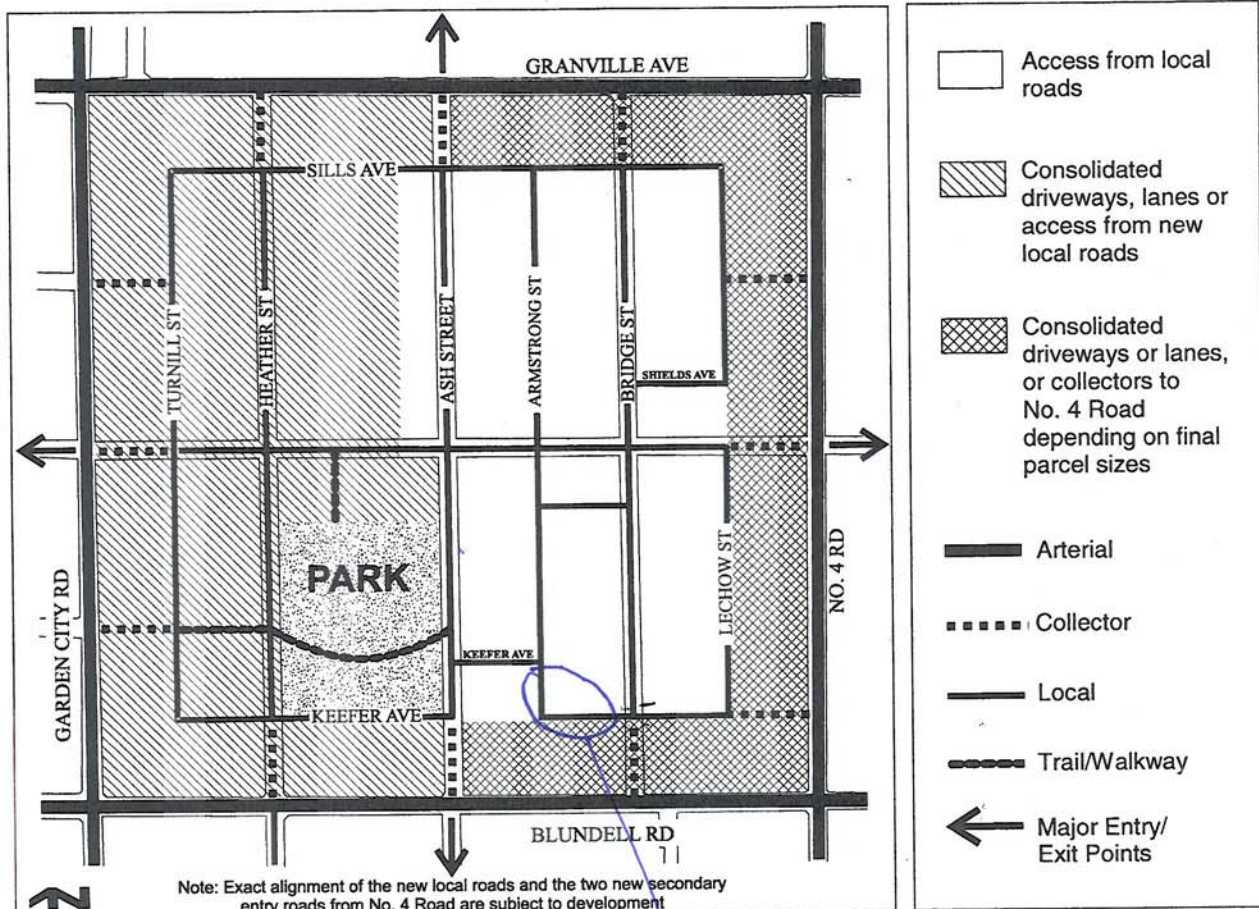 GRANVILLE AVE
SILLS AVE
TURNILL ST
HEATHER ST
ASH STREET
ARMSTRONG ST
BRIDGE ST
SHIELDS AVE
PARK
LECHOW ST
GARDEN CITY RD
NO. 4 RD
KEEFER AVE
KEEFER AVE
BLUNDELL RD
Note: Exact alignment of the new local roads and the two new secondary
entry roads from No. 4 Road are subject to development
Access from local
roads
Consolidated
driveways, lanes or
access from new
local roads
Consolidated
driveways or lanes,
or collectors to
No. 4 Road
depending on final
parcel sizes
Arterial
Collector
Local
Trail/Walkway
Major Entry/
Exit Points